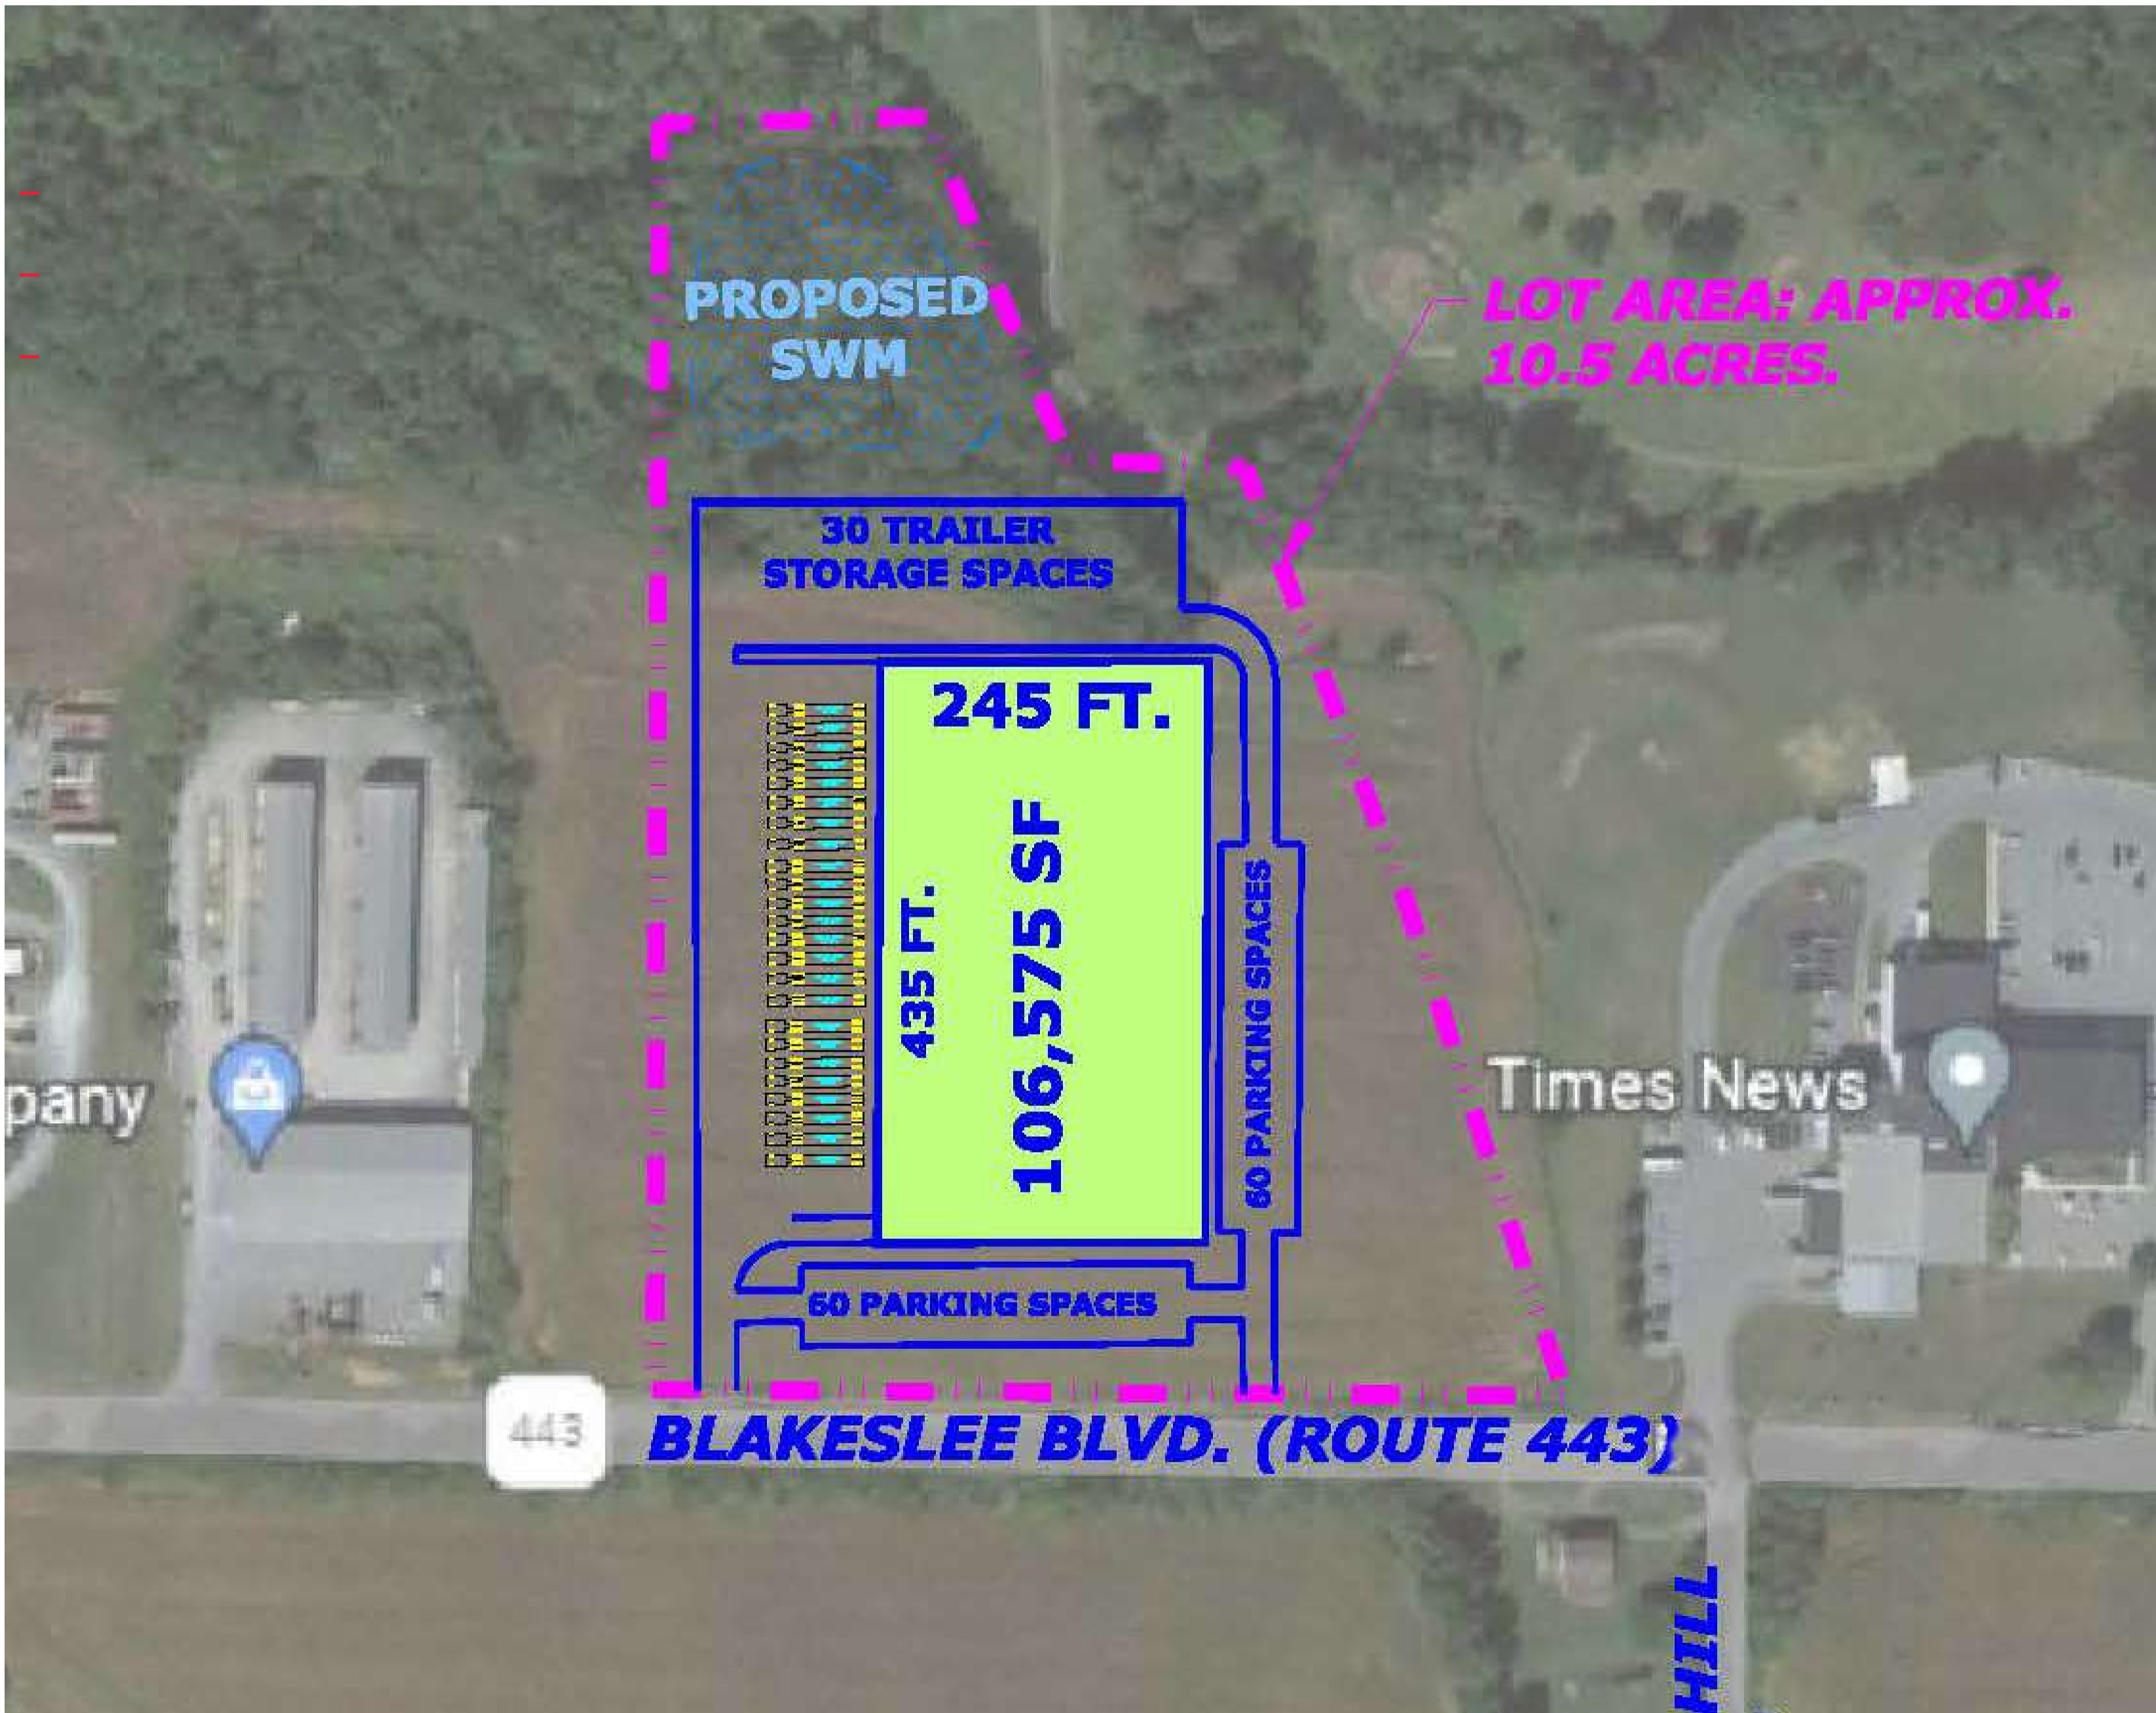 PROPOSED
SWM
LOT AREA: APPROX.
10.5 ACRES.
30 TRAILER
STORAGE SPACES
245 FT.
435 FT.
106,575 SF
60 PARKING SPACES
pany
Times News
60 PARKING SPACES
443
BLAKESLEE BLVD. (ROUTE 443)
HILL